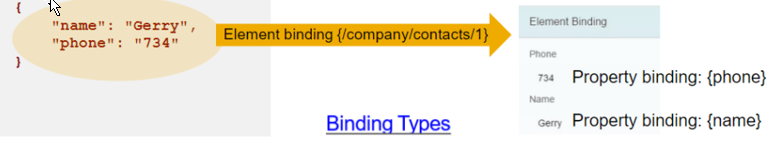 {
"name": "Gerry",
"phone": "734"
}
Element binding {/company/contacts/1}
Element Binding
Phone
734 Property binding: {phone}
Name
Gerry Property binding: {name}
Binding Types